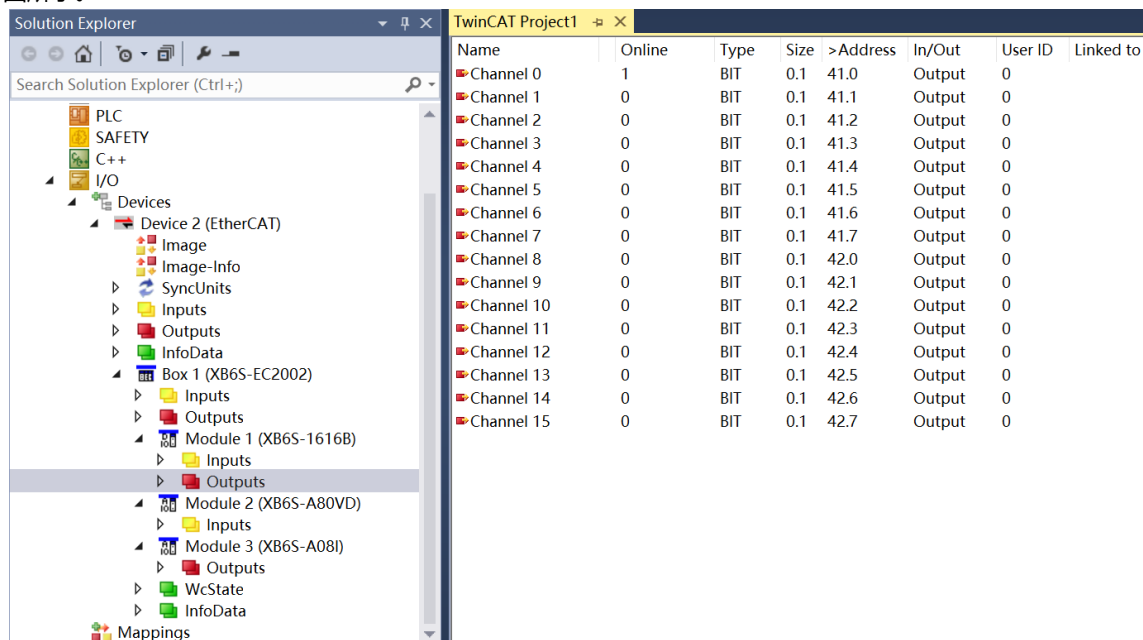 Solution Explorer
Search Solution Explorer (Ctrl+;)
PLC
SAFETY
C++
I/O
Devices
Device 2 (EtherCAT)
Image
Image-Info
SyncUnits
Inputs
Outputs
InfoData
Box 1 (XB6S-EC2002)
Inputs
Outputs
Module 1 (XB6S-1616B)
Inputs
Outputs
Module 2 (XB6S-A80VD)
Inputs
Module 3 (XB6S-A08I)
Outputs
WcState
InfoData
Mappings
TwinCAT Project1
Name Online Type Size >Address In/Out User ID Linked to
Channel 0 1 BIT 0.1 41.0 Output 0
Channel 1 0 BIT 0.1 41.1 Output 0
Channel 2 0 BIT 0.1 41.2 Output 0
Channel 3 0 BIT 0.1 41.3 Output 0
Channel 4 0 BIT 0.1 41.4 Output 0
Channel 5 0 BIT 0.1 41.5 Output 0
Channel 6 0 BIT 0.1 41.6 Output 0
Channel 7 0 BIT 0.1 41.7 Output 0
Channel 8 0 BIT 0.1 42.0 Output 0
Channel 9 0 BIT 0.1 42.1 Output 0
Channel 10 0 BIT 0.1 42.2 Output 0
Channel 11 0 BIT 0.1 42.3 Output 0
Channel 12 0 BIT 0.1 42.4 Output 0
Channel 13 0 BIT 0.1 42.5 Output 0
Channel 14 0 BIT 0.1 42.6 Output 0
Channel 15 0 BIT 0.1 42.7 Output 0